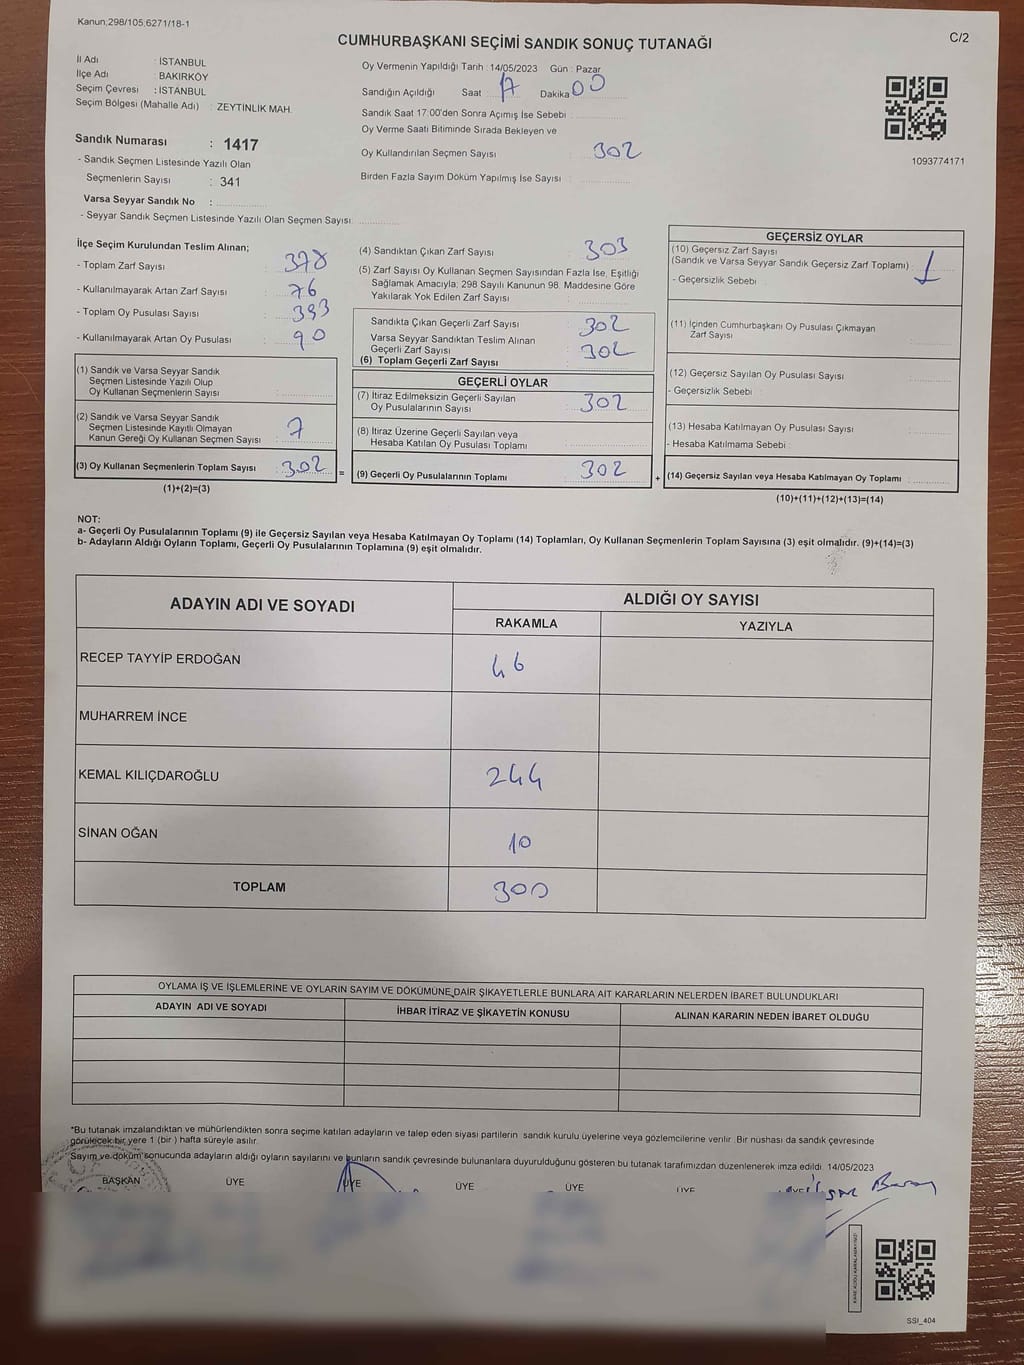 Kanun;298/105;6271/18-1
C/2
CUMHURBAŞKANI SEÇİMİ SANDIK SONUÇ TUTANAĞI
İl Adı : İSTANBUL
İlçe Adı : BAKIRKÖY
Seçim Çevresi : İSTANBUL
Seçim Bölgesi (Mahalle Adı) : ZEYTİNLİK MAH.
Sandık Numarası : 1417
- Sandık Seçmen Listesinde Yazılı Olan
Seçmenlerin Sayısı : 341
Varsa Seyyar Sandık No :
- Seyyar Sandık Seçmen Listesinde Yazılı Olan Seçmen Sayısı:
Oy Vermenin Yapıldığı Tarih : 14/05/2023 Gün : Pazar
Sandığın Açıldığı Saat : 17 Dakika 00
Sandık Saat 17:00'den Sonra Açımış İse Sebebi
Oy Verme Saati Bitiminde Sırada Bekleyen ve
Oy Kullandırılan Seçmen Sayısı : 302
Birden Fazla Sayım Döküm Yapılmış İse Sayısı :
1093774171
İlçe Seçim Kurulundan Teslim Alınan;
- Toplam Zarf Sayısı : 378
- Kullanılmayarak Artan Zarf Sayısı : 76
- Toplam Oy Pusulası Sayısı : 393
- Kullanılmayarak Artan Oy Pusulası : 90
(1) Sandık ve Varsa Seyyar Sandık
Seçmen Listesinde Yazılı Olup
Oy Kullanan Seçmenlerin Sayısı :
(2) Sandık ve Varsa Seyyar Sandık
Seçmen Listesinde Kayıtlı Olmayan
Kanun Gereği Oy Kullanan Seçmen Sayısı : 7
(3) Oy Kullanan Seçmenlerin Toplam Sayısı : 302
(1)+(2)=(3)
(4) Sandıktan Çıkan Zarf Sayısı : 303
(5) Zarf Sayısı Oy Kullanan Seçmen Sayısından Fazla İse, Eşitliği
Sağlamak Amacıyla; 298 Sayılı Kanunun 98. Maddesine Göre
Yakılarak Yok Edilen Zarf Sayısı :
Sandıkta Çıkan Geçerli Zarf Sayısı : 302
Varsa Seyyar Sandıktan Teslim Alınan
Geçerli Zarf Sayısı : 302
(6) Toplam Geçerli Zarf Sayısı
GEÇERLİ OYLAR
(7) İtiraz Edilmeksizin Geçerli Sayılan
Oy Pusulalarının Sayısı : 302
(8) İtiraz Üzerine Geçerli Sayılan veya
Hesaba Katılan Oy Pusulası Toplamı :
= (9) Geçerli Oy Pusulalarının Toplamı : 302
GEÇERSİZ OYLAR
(10) Geçersiz Zarf Sayısı
(Sandık ve Varsa Seyyar Sandık Geçersiz Zarf Toplamı) : 1
- Geçersizlik Sebebi :
(11) İçinden Cumhurbaşkanı Oy Pusulası Çıkmayan
Zarf Sayısı :
(12) Geçersiz Sayılan Oy Pusulası Sayısı :
- Geçersizlik Sebebi :
(13) Hesaba Katılmayan Oy Pusulası Sayısı :
- Hesaba Katılmama Sebebi :
+ (14) Geçersiz Sayılan veya Hesaba Katılmayan Oy Toplamı :
(10)+(11)+(12)+(13)=(14)
NOT:
a- Geçerli Oy Pusulalarının Toplamı (9) ile Geçersiz Sayılan veya Hesaba Katılmayan Oy Toplamı (14) Toplamları, Oy Kullanan Seçmenlerin Toplam Sayısına (3) eşit olmalıdır. (9)+(14)=(3)
b- Adayların Aldığı Oyların Toplamı, Geçerli Oy Pusulalarının Toplamına (9) eşit olmalıdır.
ADAYIN ADI VE SOYADI ALDIĞI OY SAYISI
RAKAMLA YAZIYLA
RECEP TAYYİP ERDOĞAN 46
MUHARREM İNCE
KEMAL KILIÇDAROĞLU 244
SİNAN OĞAN 10
TOPLAM 300
OYLAMA İŞ VE İŞLEMLERİNE VE OYLARIN SAYIM VE DÖKÜMÜNE DAİR ŞİKAYETLERLE BUNLARA AİT KARARLARIN NELERDEN İBARET BULUNDUKLARI
ADAYIN ADI VE SOYADI İHBAR İTİRAZ VE ŞİKAYETİN KONUSU ALINAN KARARIN NEDEN İBARET OLDUĞU
*Bu tutanak imzalandıktan ve mühürlendikten sonra seçime katılan adayların ve talep eden siyasi partilerin sandık kurulu üyelerine veya gözlemcilerine verilir. Bir nushası da sandık çevresinde
görülecek bir yere 1 (bir ) hafta süreyle asılır.
Sayım ve döküm sonucunda adayların aldığı oyların sayılarını ve bunların sandık çevresinde bulunanlara duyurulduğunu gösteren bu tutanak tarafımızdan düzenlenerek imza edildi. 14/05/2023
BAŞKAN ÜYE ÜYE ÜYE ÜYE ÜYE ÜYE
SSI_404